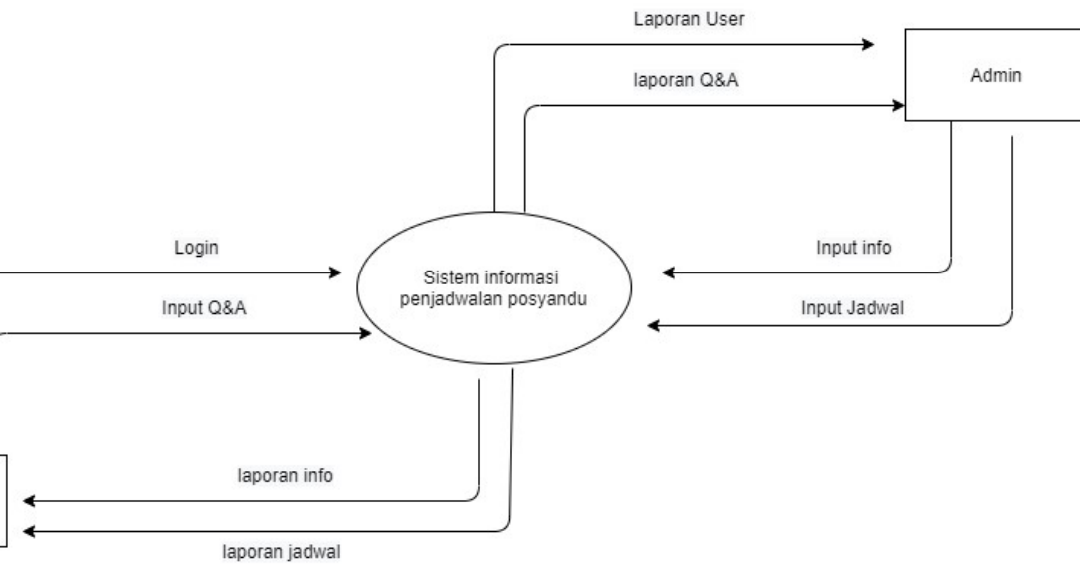 Laporan User
laporan Q&A
Admin
Login
Input info
Sistem informasi
penjadwalan posyandu
Input Q&A
Input Jadwal
laporan info
laporan jadwal